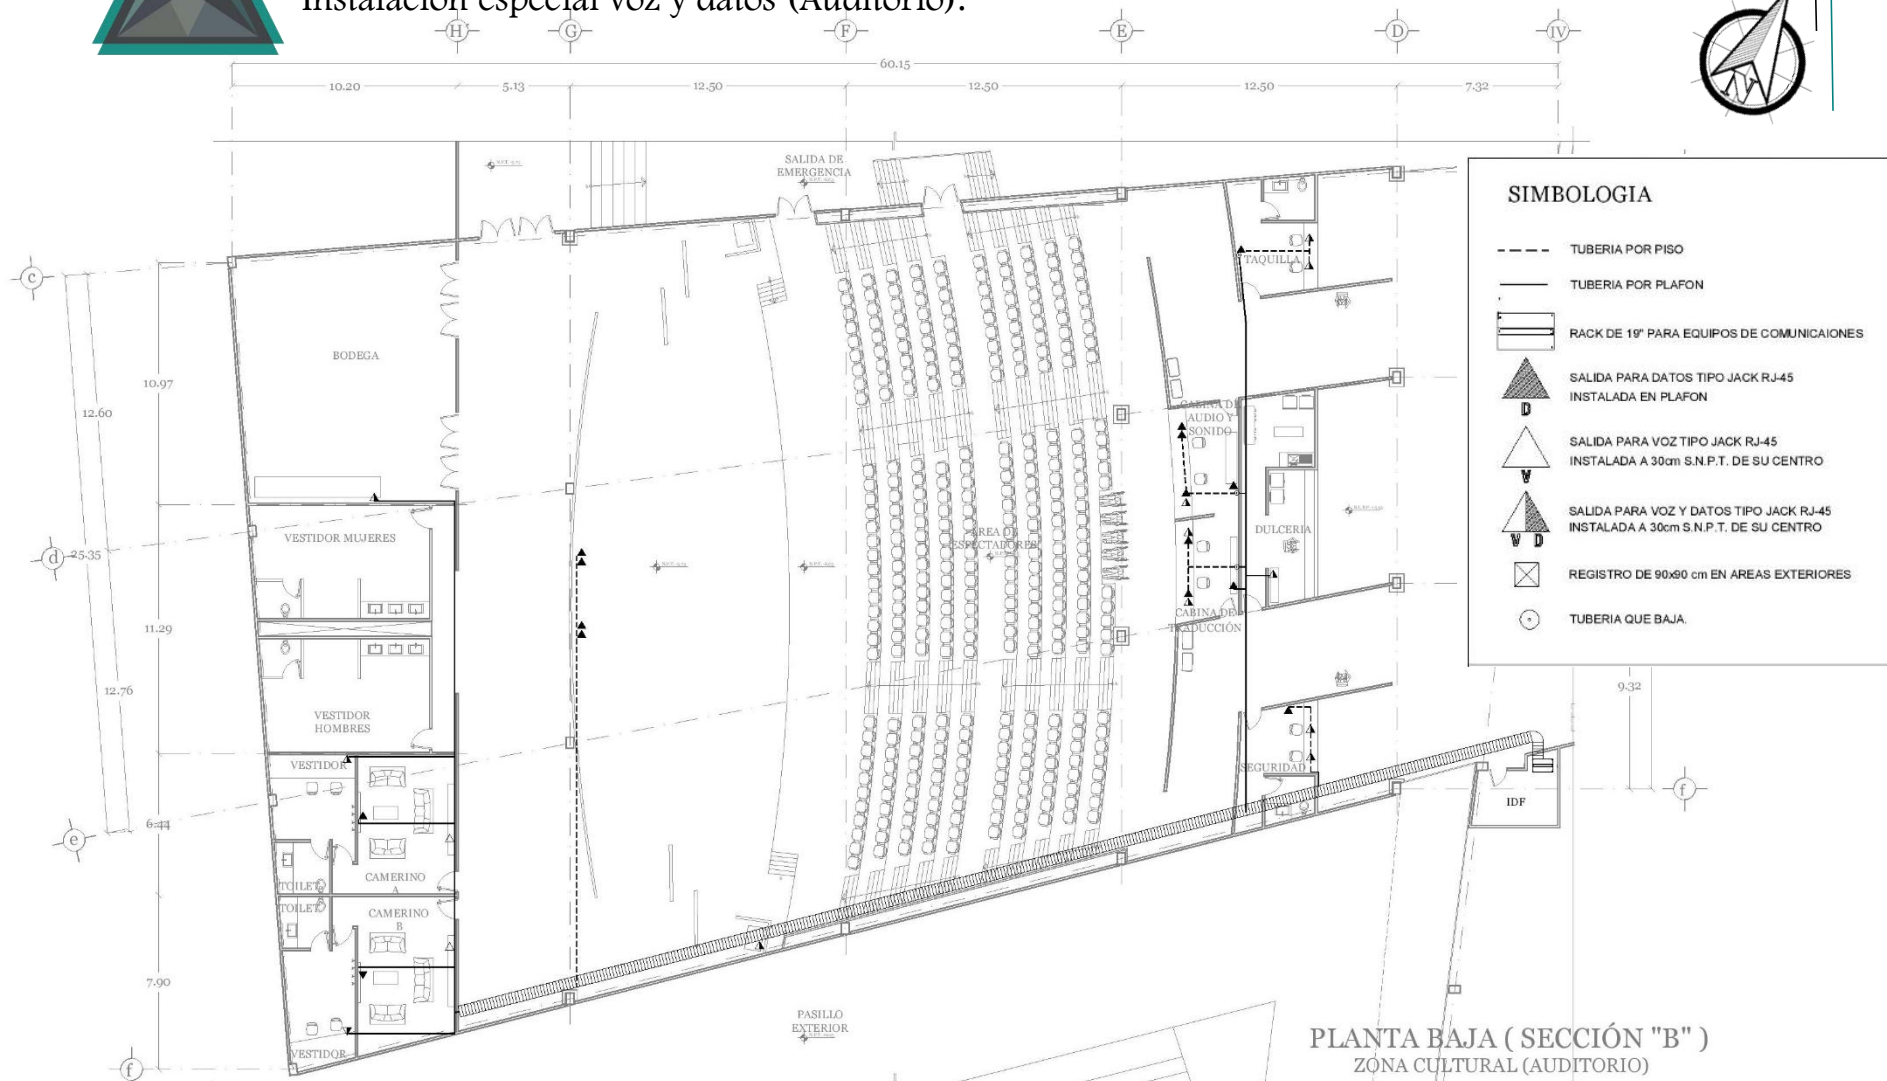 Instalación especial voz y datos (Auditorio).
H
G
F
E
D
IV
60.15
10.20
5.13
12.50
12.50
12.50
7.32
N
SALIDA DE
EMERGENCIA
SIMBOLOGIA
TUBERIA POR PISO
TUBERIA POR PLAFON
RACK DE 19" PARA EQUIPOS DE COMUNICAIONES
SALIDA PARA DATOS TIPO JACK RJ-45
INSTALADA EN PLAFON
D
SALIDA PARA VOZ TIPO JACK RJ-45
INSTALADA A 30cm S.N.P.T. DE SU CENTRO
V
SALIDA PARA VOZ Y DATOS TIPO JACK RJ-45
INSTALADA A 30cm S.N.P.T. DE SU CENTRO
V D
REGISTRO DE 90x90 cm EN AREAS EXTERIORES
TUBERIA QUE BAJA.
c
d
e
f
f
10.97
12.60
25.35
11.29
12.76
6.44
7.90
9.32
TAQUILLA
BODEGA
CABINA DE
AUDIO Y
SONIDO
DULCERIA
VESTIDOR MUJERES
AREA DE
ESPECTADORES
CABINA DE
TRADUCCIÓN
VESTIDOR
HOMBRES
VESTIDOR
SEGURIDAD
IDF
TOILET
CAMERINO
A
TOILET
CAMERINO
B
VESTIDOR
PASILLO
EXTERIOR
PLANTA BAJA ( SECCIÓN "B" )
ZONA CULTURAL (AUDITORIO)